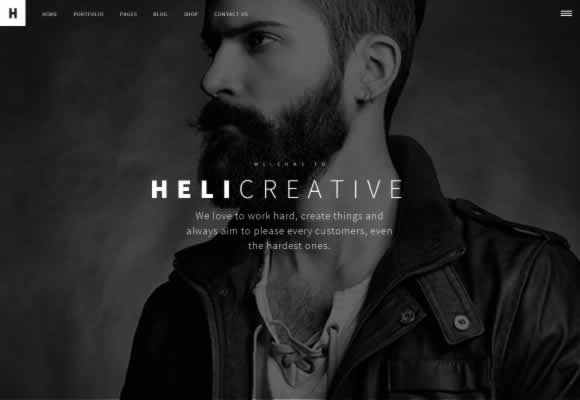 H
HOME PORTFOLIO PAGES BLOG SHOP CONTACT US
WELCOME TO
HELICREATIVE
We love to work hard, create things and
always aim to please every customers, even
the hardest ones.